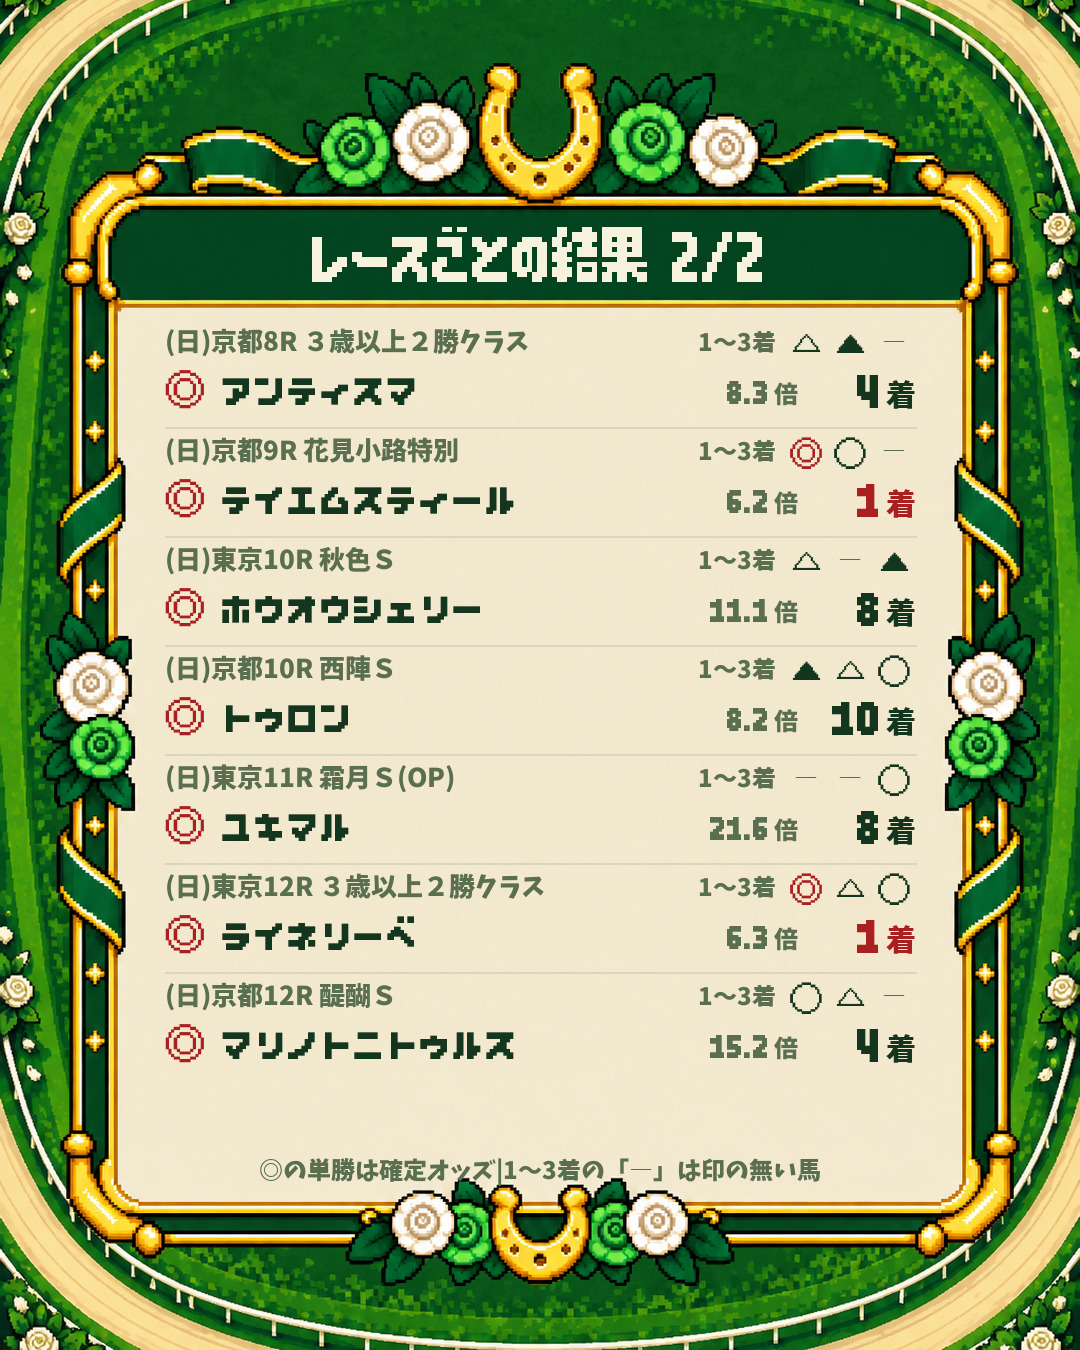 レースごとの結果 2/2
(日)京都8R ３歳以上２勝クラス 1〜3着 △ ▲ －
◎ アンティスマ 8.3 倍 4 着
(日)京都9R 花見小路特別 1〜3着 ◎ ○ －
◎ テイエムスティール 6.2 倍 1 着
(日)東京10R 秋色Ｓ 1〜3着 △ － ▲
◎ ホウオウシェリー 11.1 倍 8 着
(日)京都10R 西陣Ｓ 1〜3着 ▲ △ ○
◎ トゥロン 8.2 倍 10 着
(日)東京11R 霜月Ｓ(OP) 1〜3着 － － ○
◎ ユキマル 21.6 倍 8 着
(日)東京12R ３歳以上２勝クラス 1〜3着 ◎ △ ○
◎ ライネリーベ 6.3 倍 1 着
(日)京都12R 醍醐Ｓ 1〜3着 ○ △ －
◎ マリノトニトゥルス 15.2 倍 4 着
◎の単勝は確定オッズ|1〜3着の「－」は印の無い馬